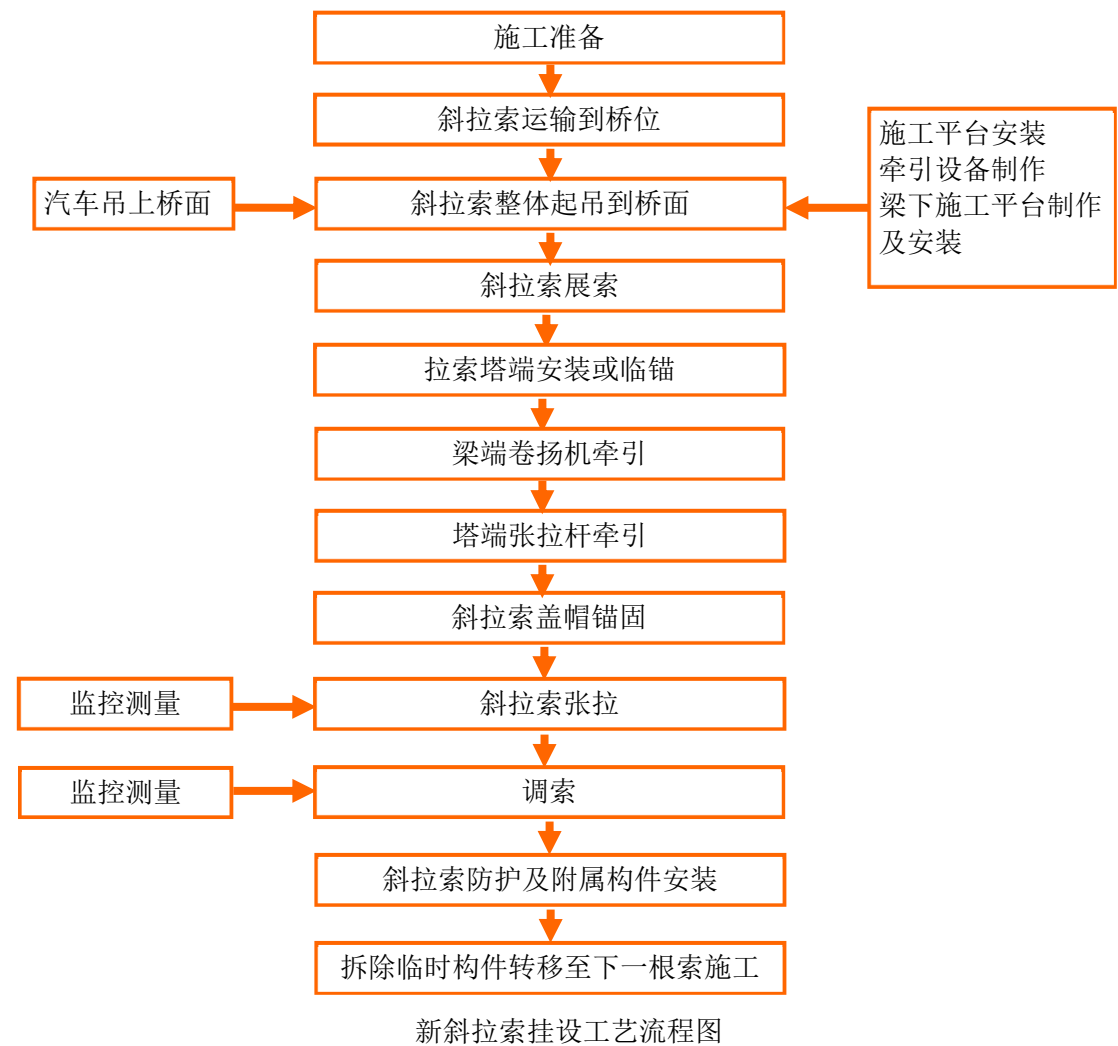 施工准备
斜拉索运输到桥位
施工平台安装
牵引设备制作
梁下施工平台制作
及安装
汽车吊上桥面
斜拉索整体起吊到桥面
斜拉索展索
拉索塔端安装或临锚
梁端卷扬机牵引
塔端张拉杆牵引
斜拉索盖帽锚固
监控测量
斜拉索张拉
监控测量
调索
斜拉索防护及附属构件安装
拆除临时构件转移至下一根索施工
新斜拉索挂设工艺流程图